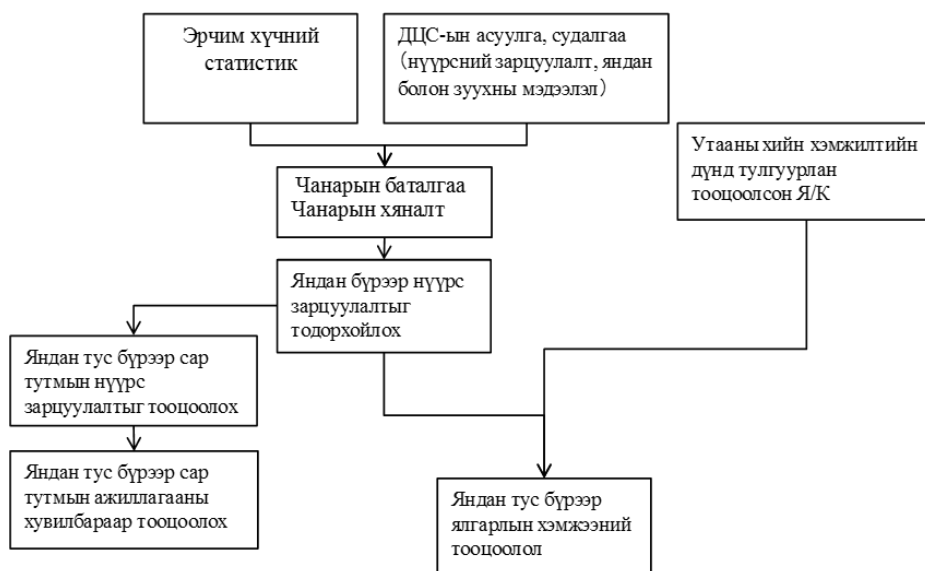 Эрчим хүчний
статистик
ДЦС-ын асуулга, судалгаа
(нүүрсний зарцуулалт, яндан
болон зуухны мэдээлэл)
Утааны хийн хэмжилтийн
дүнд тулгуурлан
тооцоолсон Я/К
Чанарын баталгаа
Чанарын хяналт
Яндан бүрээр нүүрс
зарцуулалтыг
тодорхойлох
Яндан тус бүрээр сар
тутмын нүүрс
зарцуулалтыг тооцоолох
Яндан тус бүрээр сар
тутмын ажиллагааны
хувилбараар тооцоолох
Яндан тус бүрээр
ялгарлын хэмжээний
тооцоолол